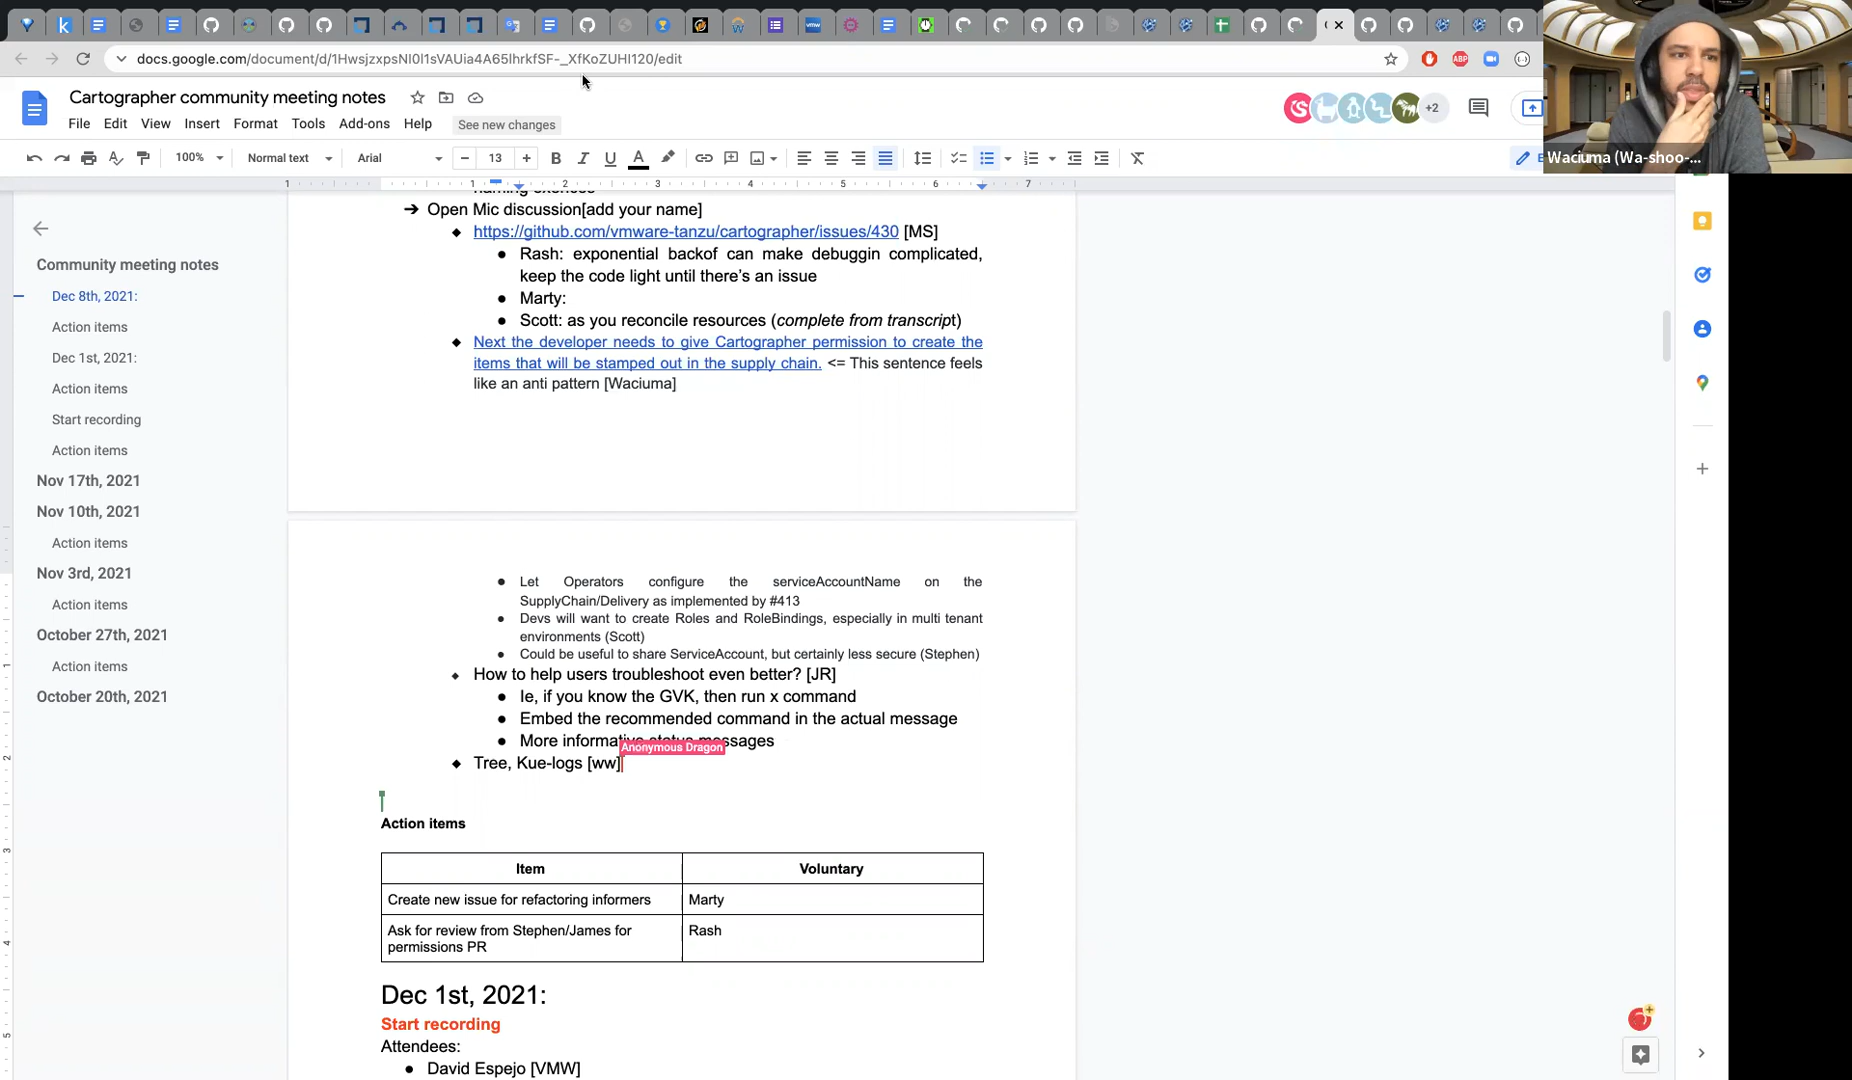 docs.google.com/document/d/1HwsjzxpsNI0l1sVAUia4A65lhrkfSF-_XfKoZUHI120/edit
Cartographer community meeting notes
+2
File Edit View Insert Format Tools Add-ons Help See new changes
100% Normal text Arial 13
Waciuma (Wa-shoo-...
1 1 2 3 4 5 6 7
naming exences
➔ Open Mic discussion[add your name]
◆ https://github.com/vmware-tanzu/cartographer/issues/430 [MS]
● Rash: exponential backof can make debuggin complicated,
keep the code light until there's an issue
● Marty:
● Scott: as you reconcile resources (complete from transcript)
◆ Next the developer needs to give Cartographer permission to create the
items that will be stamped out in the supply chain. <= This sentence feels
like an anti pattern [Waciuma]
Community meeting notes
Dec 8th, 2021:
Action items
Dec 1st, 2021:
Action items
Start recording
Action items
Nov 17th, 2021
Nov 10th, 2021
Action items
Nov 3rd, 2021
Action items
October 27th, 2021
Action items
October 20th, 2021
● Let Operators configure the serviceAccountName on the
SupplyChain/Delivery as implemented by #413
● Devs will want to create Roles and RoleBindings, especially in multi tenant
environments (Scott)
● Could be useful to share ServiceAccount, but certainly less secure (Stephen)
◆ How to help users troubleshoot even better? [JR]
● Ie, if you know the GVK, then run x command
● Embed the recommended command in the actual message
● More informative status messages
Anonymous Dragon
◆ Tree, Kue-logs [ww]
Action items
Item Voluntary
Create new issue for refactoring informers Marty
Ask for review from Stephen/James for Rash
permissions PR
Dec 1st, 2021:
Start recording
Attendees:
● David Espejo [VMW]